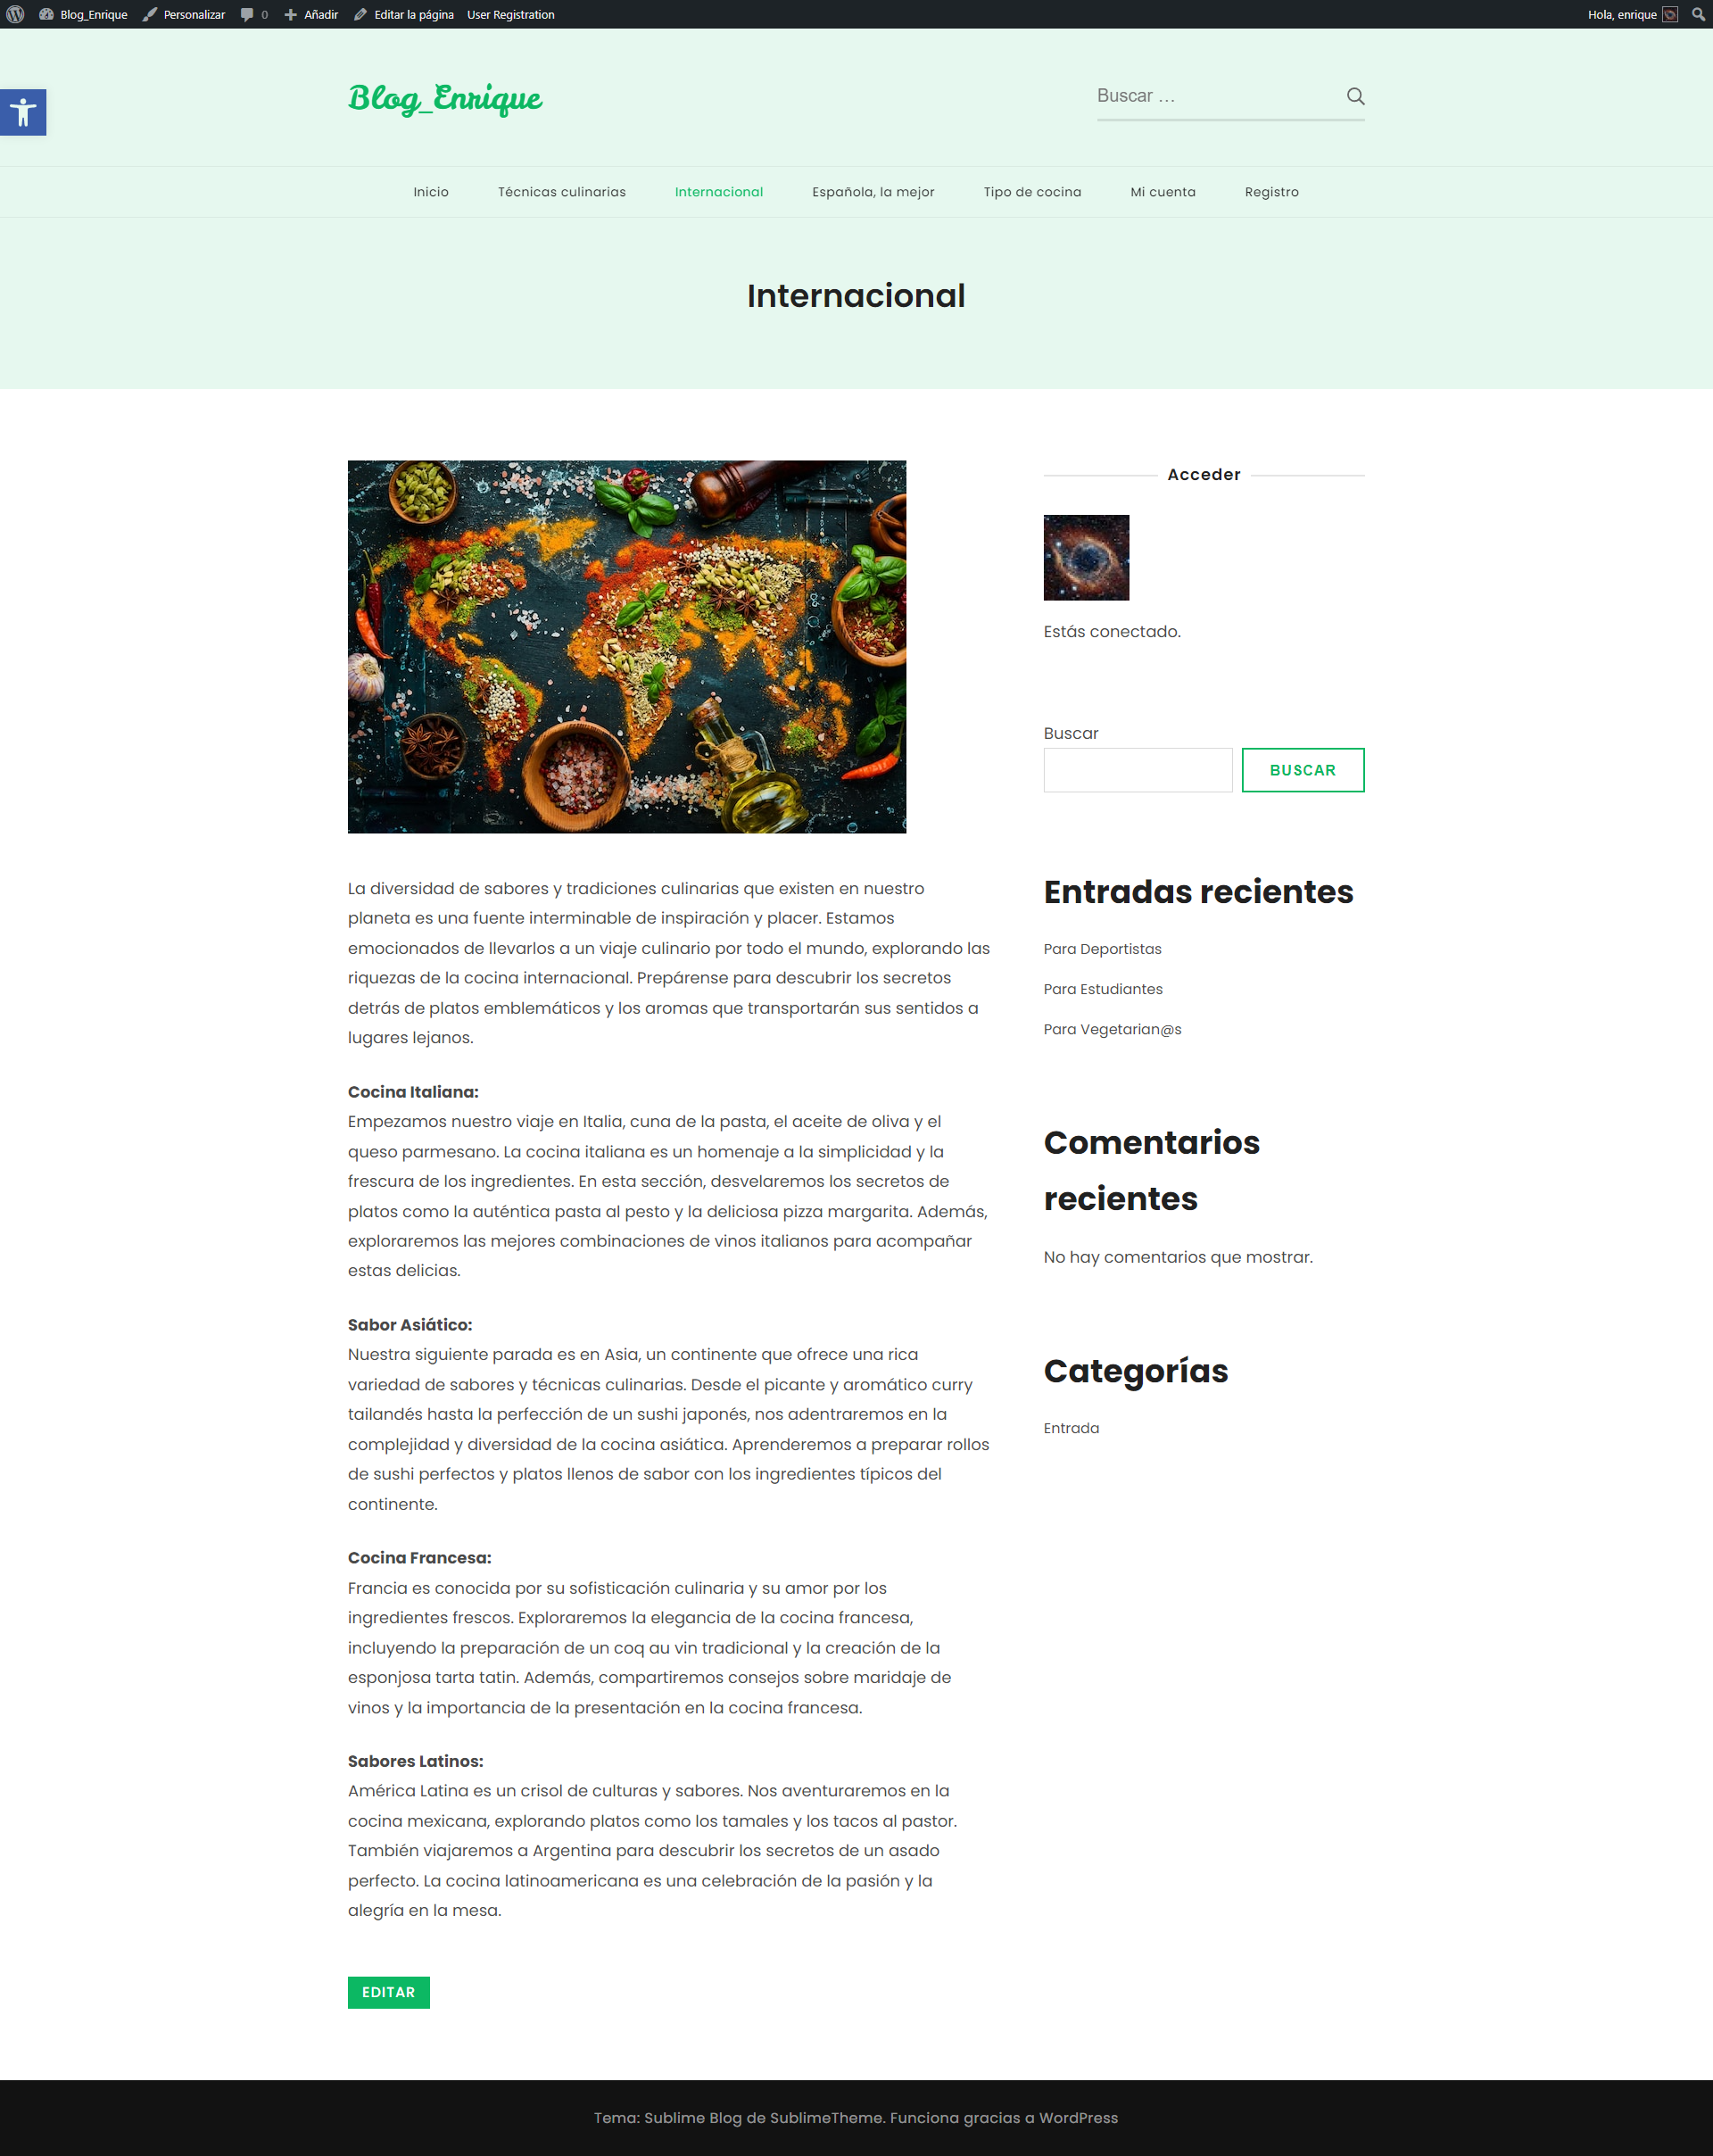 Blog_Enrique Personalizar 0 Añadir Editar la página User Registration Hola, enrique
Blog_Enrique
Buscar …
Inicio Técnicas culinarias Internacional Española, la mejor Tipo de cocina Mi cuenta Registro
Internacional
La diversidad de sabores y tradiciones culinarias que existen en nuestro
planeta es una fuente interminable de inspiración y placer. Estamos
emocionados de llevarlos a un viaje culinario por todo el mundo, explorando las
riquezas de la cocina internacional. Prepárense para descubrir los secretos
detrás de platos emblemáticos y los aromas que transportarán sus sentidos a
lugares lejanos.
Cocina Italiana:
Empezamos nuestro viaje en Italia, cuna de la pasta, el aceite de oliva y el
queso parmesano. La cocina italiana es un homenaje a la simplicidad y la
frescura de los ingredientes. En esta sección, desvelaremos los secretos de
platos como la auténtica pasta al pesto y la deliciosa pizza margarita. Además,
exploraremos las mejores combinaciones de vinos italianos para acompañar
estas delicias.
Sabor Asiático:
Nuestra siguiente parada es en Asia, un continente que ofrece una rica
variedad de sabores y técnicas culinarias. Desde el picante y aromático curry
tailandés hasta la perfección de un sushi japonés, nos adentraremos en la
complejidad y diversidad de la cocina asiática. Aprenderemos a preparar rollos
de sushi perfectos y platos llenos de sabor con los ingredientes típicos del
continente.
Cocina Francesa:
Francia es conocida por su sofisticación culinaria y su amor por los
ingredientes frescos. Exploraremos la elegancia de la cocina francesa,
incluyendo la preparación de un coq au vin tradicional y la creación de la
esponjosa tarta tatin. Además, compartiremos consejos sobre maridaje de
vinos y la importancia de la presentación en la cocina francesa.
Sabores Latinos:
América Latina es un crisol de culturas y sabores. Nos aventuraremos en la
cocina mexicana, explorando platos como los tamales y los tacos al pastor.
También viajaremos a Argentina para descubrir los secretos de un asado
perfecto. La cocina latinoamericana es una celebración de la pasión y la
alegría en la mesa.
EDITAR
Acceder
Estás conectado.
Buscar
BUSCAR
Entradas recientes
Para Deportistas
Para Estudiantes
Para Vegetarian@s
Comentarios
recientes
No hay comentarios que mostrar.
Categorías
Entrada
Tema: Sublime Blog de SublimeTheme. Funciona gracias a WordPress